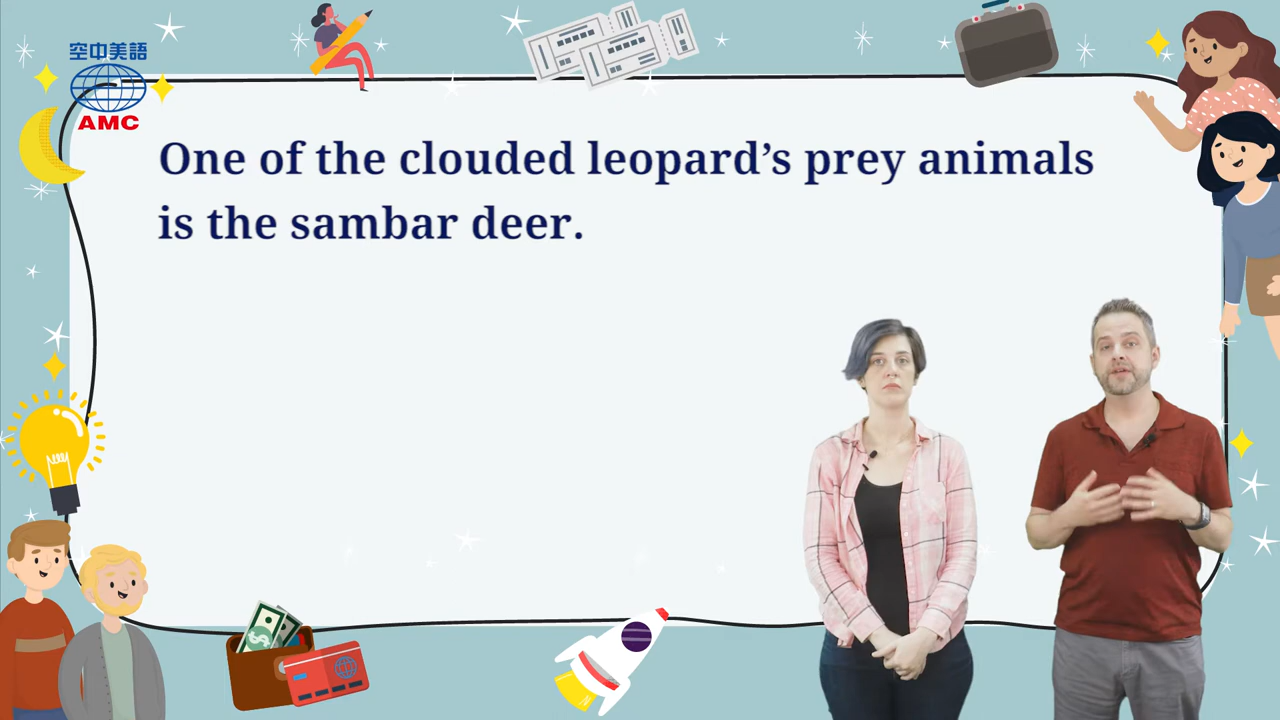 空中美語
AMC
One of the clouded leopard’s prey animals
is the sambar deer.